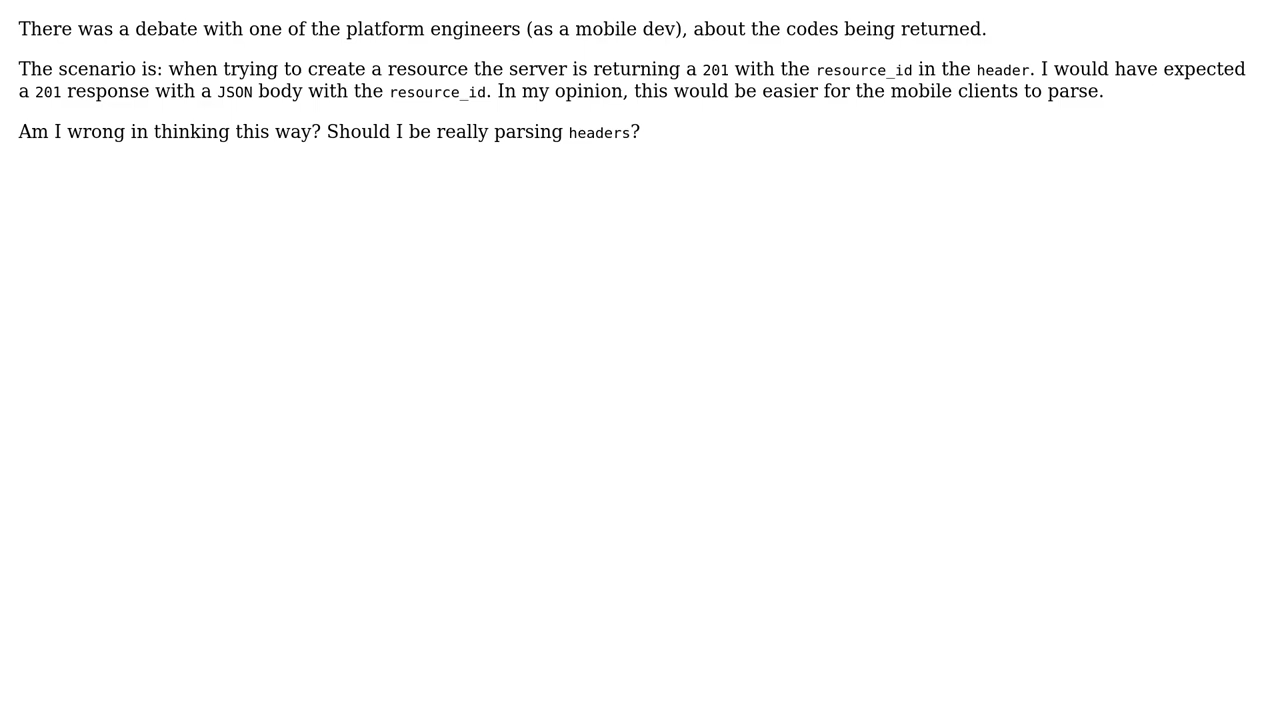 There was a debate with one of the platform engineers (as a mobile dev), about the codes being returned.
The scenario is: when trying to create a resource the server is returning a 201 with the resource_id in the header. I would have expected
a 201 response with a JSON body with the resource_id. In my opinion, this would be easier for the mobile clients to parse.
Am I wrong in thinking this way? Should I be really parsing headers?